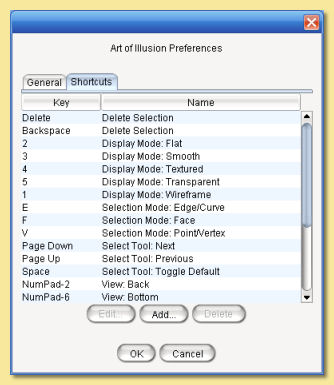 Art of Illusion Preferences
General Shortcuts
Key Name
Delete Delete Selection
Backspace Delete Selection
2 Display Mode: Flat
3 Display Mode: Smooth
4 Display Mode: Textured
5 Display Mode: Transparent
1 Display Mode: Wireframe
E Selection Mode: Edge/Curve
F Selection Mode: Face
V Selection Mode: Point/Vertex
Page Down Select Tool: Next
Page Up Select Tool: Previous
Space Select Tool: Toggle Default
NumPad-2 View: Back
NumPad-6 View: Bottom
Edit... Add... Delete
OK Cancel